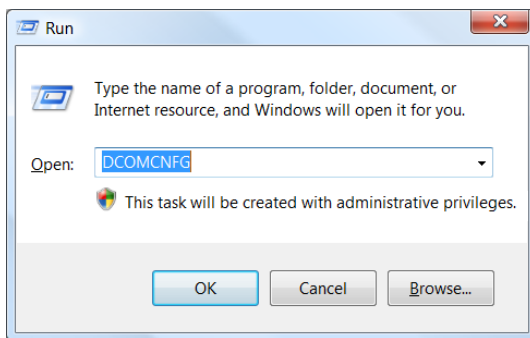 Run
Type the name of a program, folder, document, or
Internet resource, and Windows will open it for you.
Open: DCOMCNFG
This task will be created with administrative privileges.
OK Cancel Browse...